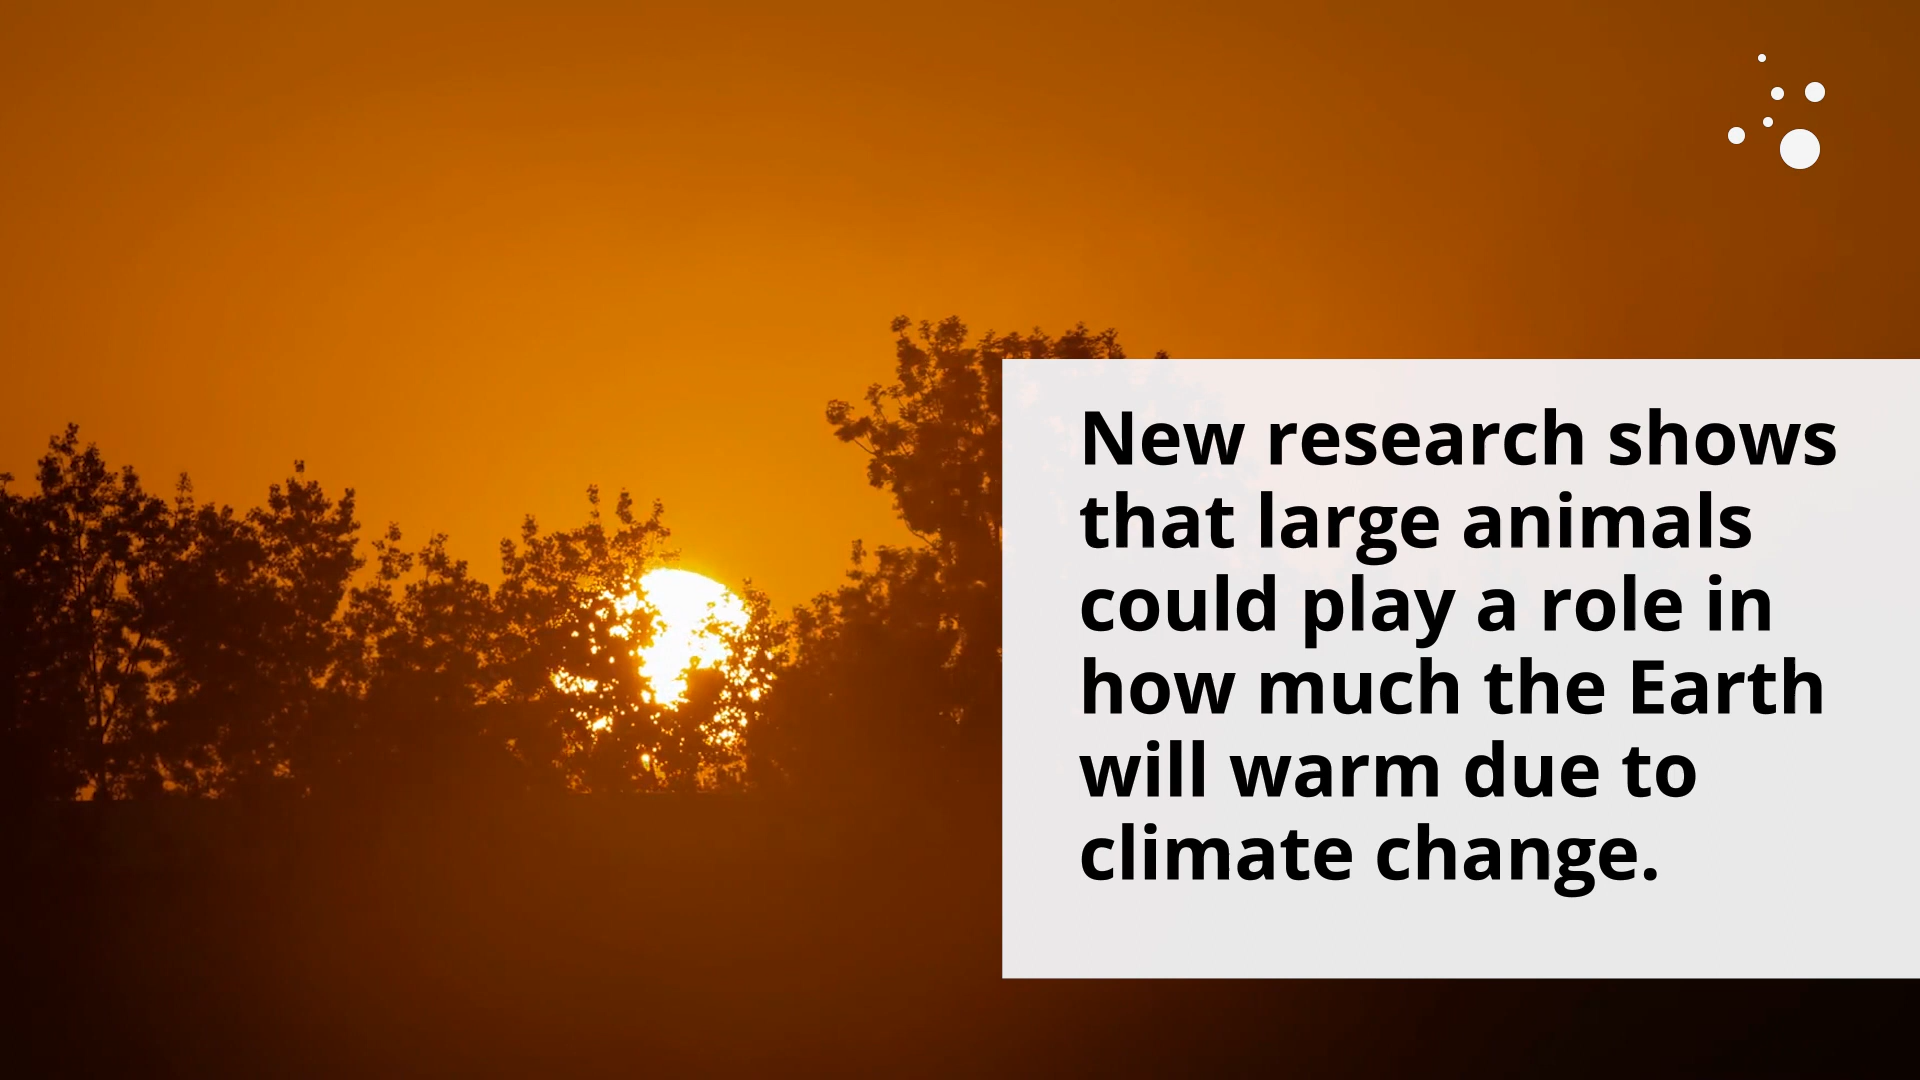 New research shows
that large animals
could play a role in
how much the Earth
will warm due to
climate change.